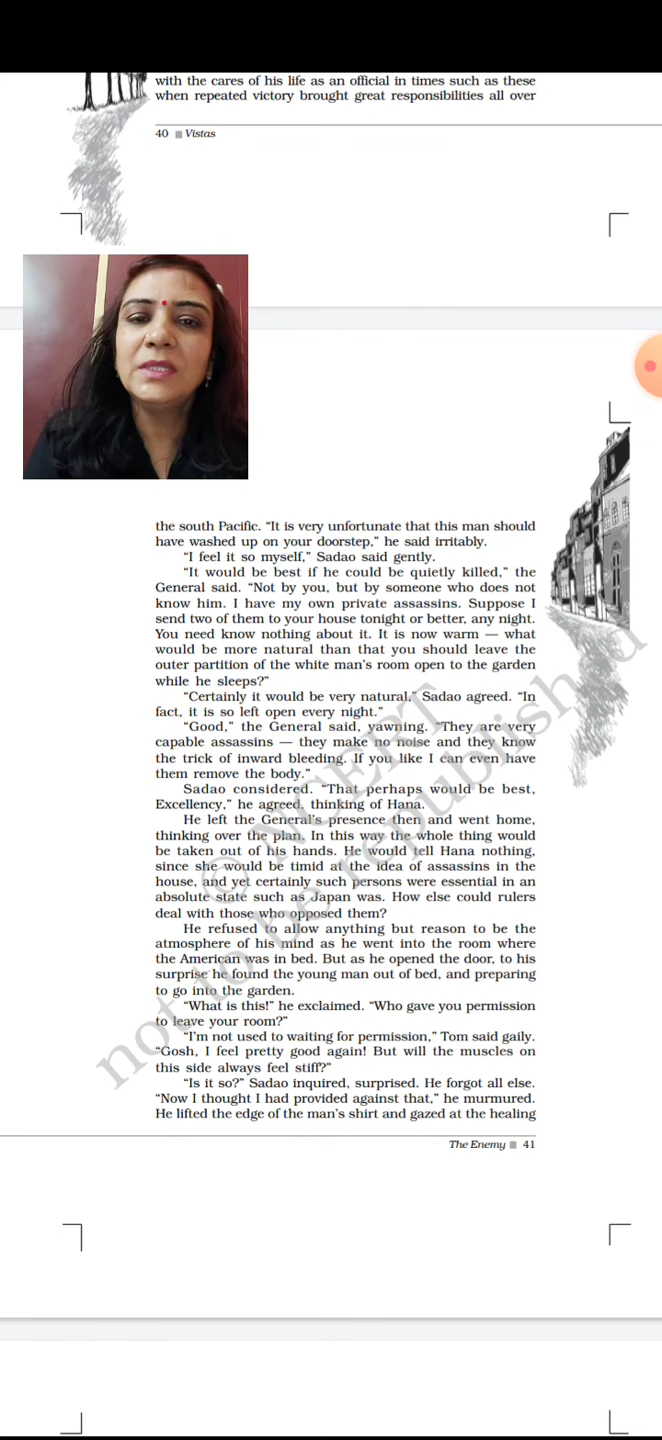 with the cares of his life as an official in times such as these
when repeated victory brought great responsibilities all over
40 ■ Vistas
the south Pacific. “It is very unfortunate that this man should
have washed up on your doorstep,” he said irritably.
“I feel it so myself,” Sadao said gently.
“It would be best if he could be quietly killed,” the
General said. “Not by you, but by someone who does not
know him. I have my own private assassins. Suppose I
send two of them to your house tonight or better, any night.
You need know nothing about it. It is now warm — what
would be more natural than that you should leave the
outer partition of the white man’s room open to the garden
while he sleeps?”
“Certainly it would be very natural,” Sadao agreed. “In
fact, it is so left open every night.”
“Good,” the General said, yawning. “They are very
capable assassins — they make no noise and they know
the trick of inward bleeding. If you like I can even have
them remove the body.”
Sadao considered. “That perhaps would be best,
Excellency,” he agreed, thinking of Hana.
He left the General’s presence then and went home,
thinking over the plan. In this way the whole thing would
be taken out of his hands. He would tell Hana nothing,
since she would be timid at the idea of assassins in the
house, and yet certainly such persons were essential in an
absolute state such as Japan was. How else could rulers
deal with those who opposed them?
He refused to allow anything but reason to be the
atmosphere of his mind as he went into the room where
the American was in bed. But as he opened the door, to his
surprise he found the young man out of bed, and preparing
to go into the garden.
“What is this!” he exclaimed. “Who gave you permission
to leave your room?”
“I’m not used to waiting for permission,” Tom said gaily.
“Gosh, I feel pretty good again! But will the muscles on
this side always feel stiff?”
“Is it so?” Sadao inquired, surprised. He forgot all else.
“Now I thought I had provided against that,” he murmured.
He lifted the edge of the man’s shirt and gazed at the healing
The Enemy ■ 41
© NCERT
not to be republished